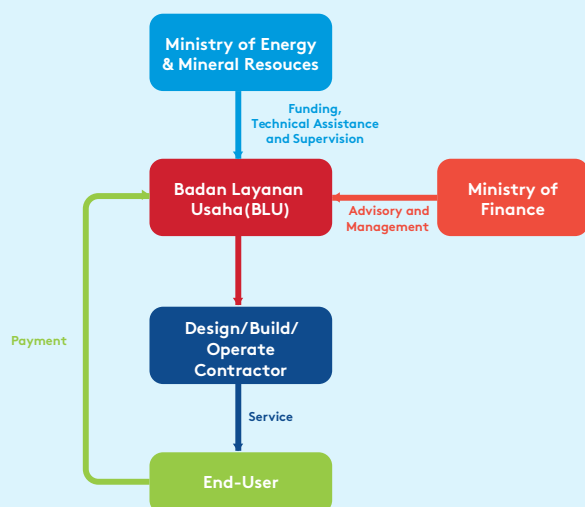 Ministry of Energy
& Mineral Resouces
Funding,
Technical Assistance
and Supervision
Badan Layanan
Usaha(BLU)
Ministry of
Finance
Advisory and
Management
Design/Build/
Operate
Contractor
Payment
Service
End-User